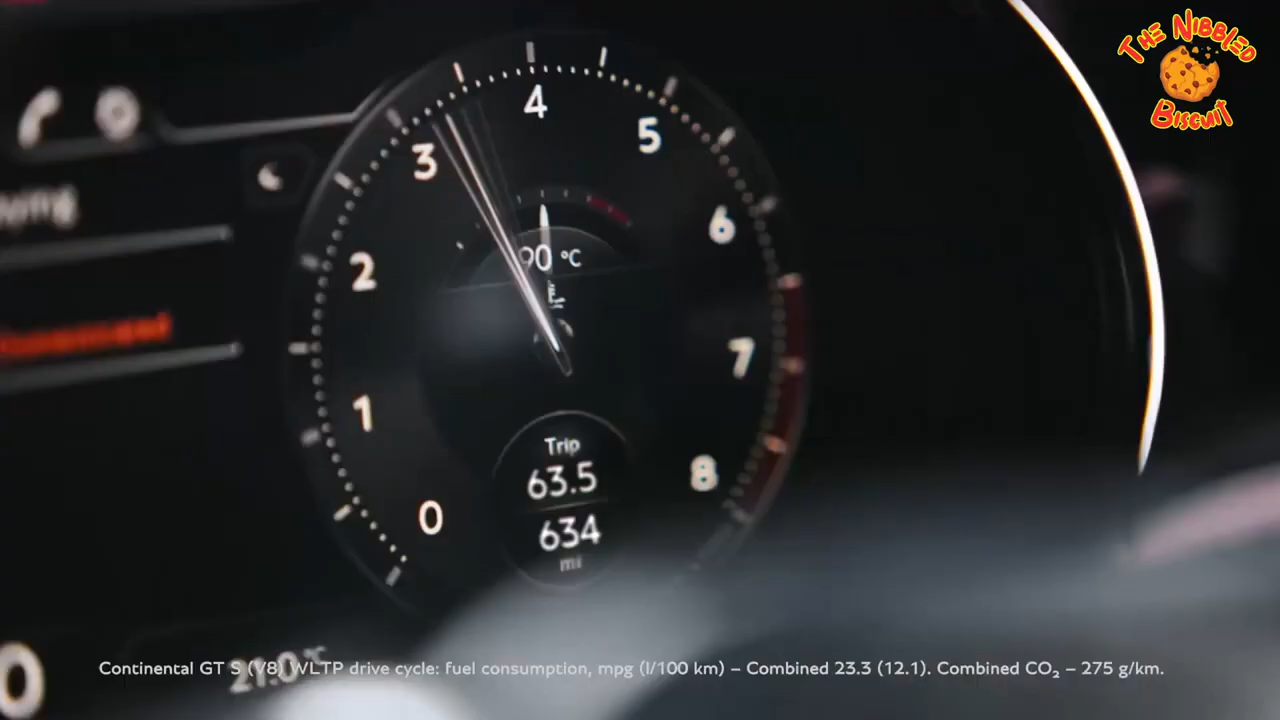 THE NIBBLED
BISCUIT
4
3
5
2
6
90 °C
7
1
Trip
63.5
8
0
634
mi
21.0 °C
Continental GT S (V8) WLTP drive cycle: fuel consumption, mpg (l/100 km) – Combined 23.3 (12.1). Combined CO₂ – 275 g/km.